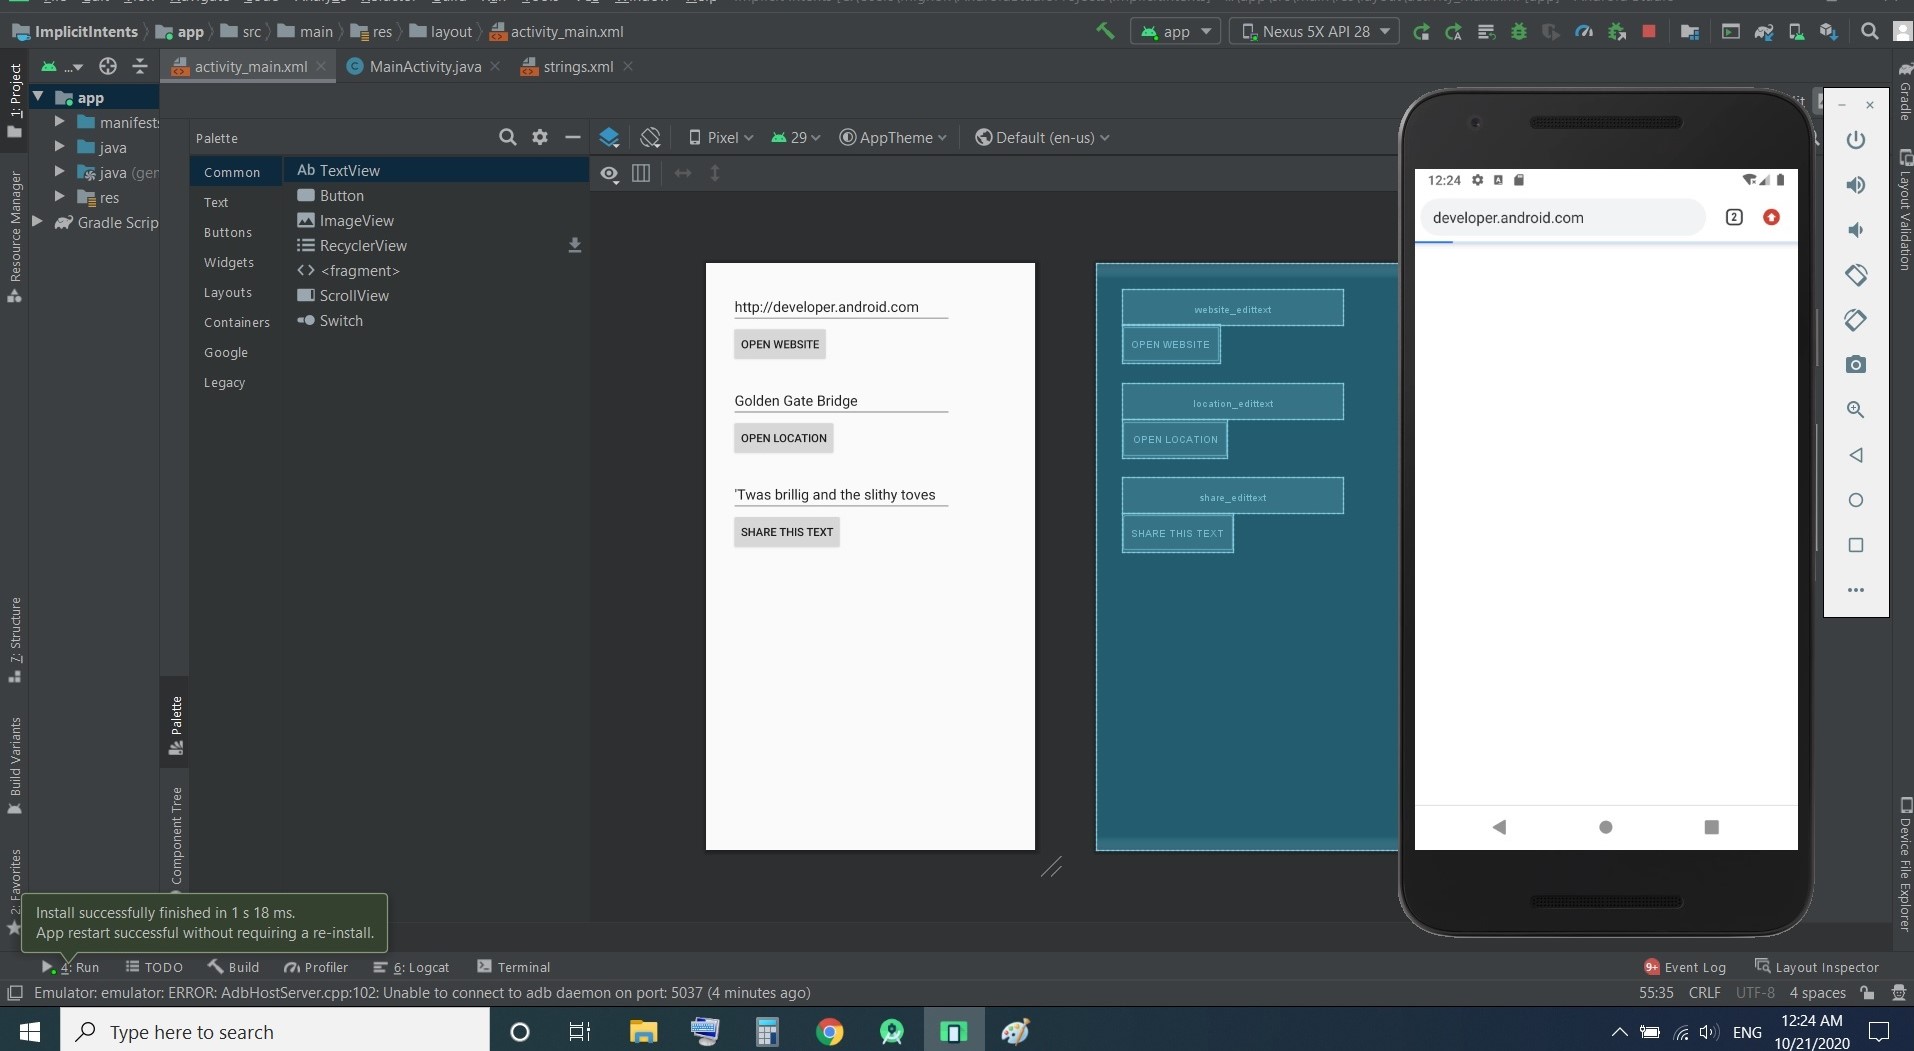 ImplicitIntents
app
src
main
res
layout
activity_main.xml
app
Nexus 5X API 28
...
activity_main.xml
MainActivity.java
strings.xml
1: Project
Resource Manager
7: Structure
Build Variants
2: Favorites
app
manifests
java
java (ger
res
Gradle Scrip
Palette
Common
Text
Buttons
Widgets
Layouts
Containers
Google
Legacy
Ab TextView
Button
ImageView
RecyclerView
<fragment>
ScrollView
Switch
Palette
Component Tree
Pixel
29
AppTheme
Default (en-us)
http://developer.android.com
OPEN WEBSITE
Golden Gate Bridge
OPEN LOCATION
'Twas brillig and the slithy toves
SHARE THIS TEXT
website_edittext
OPEN WEBSITE
location_edittext
OPEN LOCATION
share_edittext
SHARE THIS TEXT
12:24
developer.android.com
2
Gradle
Layout Validation
Device File Explorer
Install successfully finished in 1 s 18 ms.
App restart successful without requiring a re-install.
4: Run
TODO
Build
Profiler
6: Logcat
Terminal
9+ Event Log
Layout Inspector
Emulator: emulator: ERROR: AdbHostServer.cpp:102: Unable to connect to adb daemon on port: 5037 (4 minutes ago)
55:35 CRLF UTF-8 4 spaces
Type here to search
ENG
12:24 AM
10/21/2020